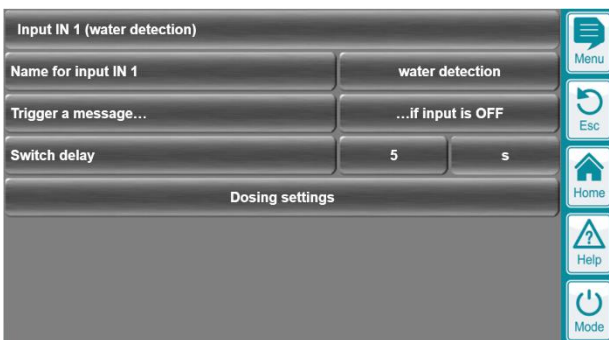 Input IN 1 (water detection)
Name for input IN 1 water detection
Trigger a message... ...if input is OFF
Switch delay 5 s
Dosing settings
Menu
Esc
Home
?
Help
Mode